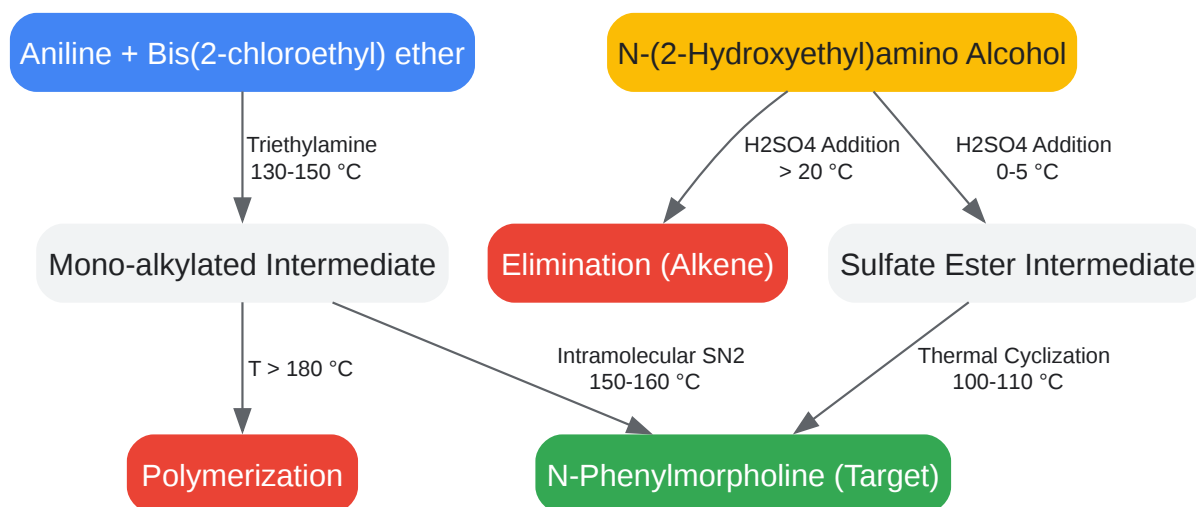 Aniline + Bis(2-chloroethyl) ether
N-(2-Hydroxyethyl)amino Alcohol
Triethylamine
130-150 °C
H2SO4 Addition
> 20 °C
H2SO4 Addition
0-5 °C
Mono-alkylated Intermediate
Elimination (Alkene)
Sulfate Ester Intermediate
T > 180 °C
Intramolecular SN2
150-160 °C
Thermal Cyclization
100-110 °C
Polymerization
N-Phenylmorpholine (Target)